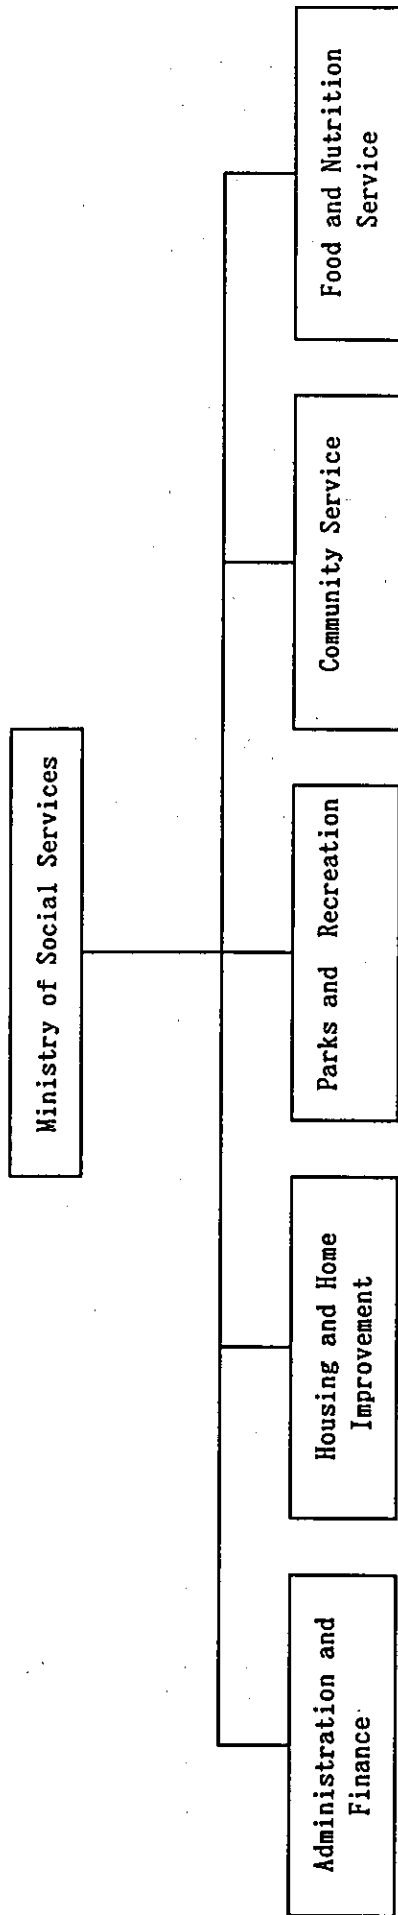 Ministry of Social Services
Administration and
Finance
Housing and Home
Improvement
Parks and Recreation
Community Service
Food and Nutrition
Service